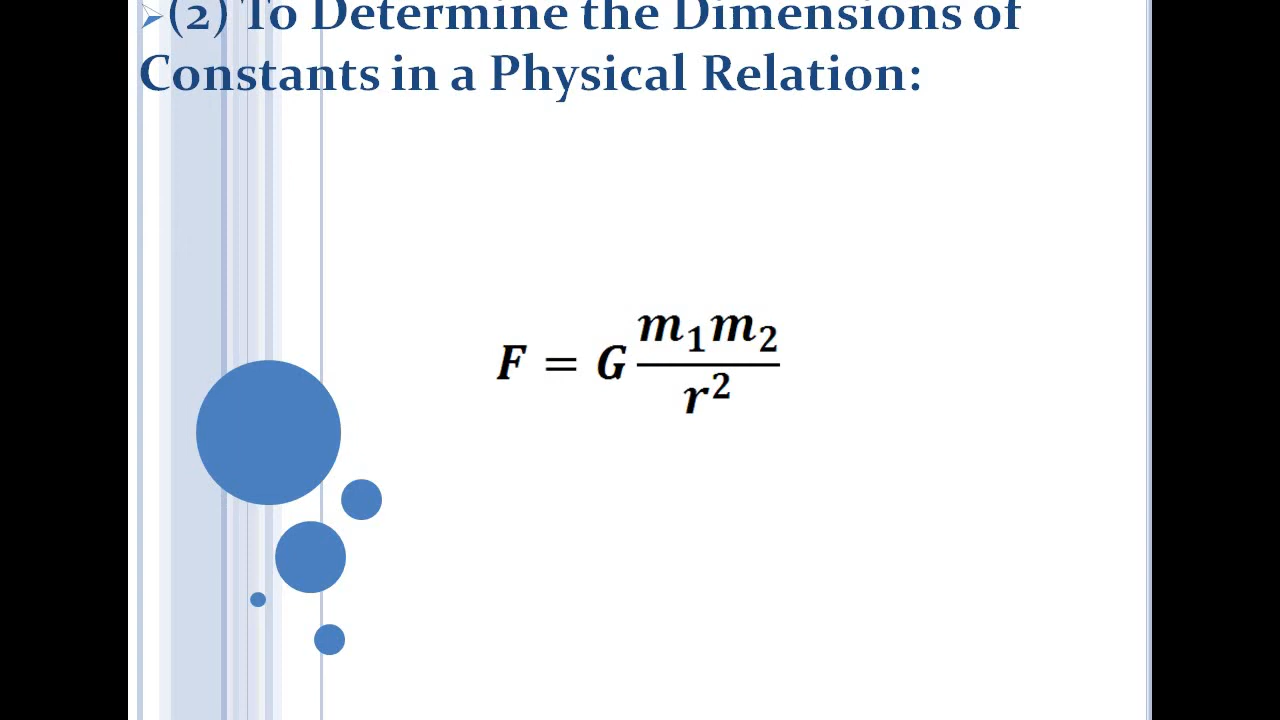 ➢(2) To Determine the Dimensions of
Constants in a Physical Relation:
F = G m₁m₂ / r²